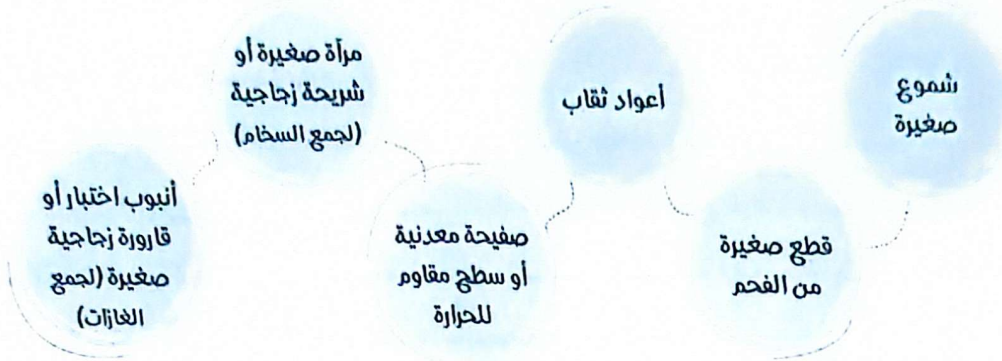 شموع
صغيرة
قطع صغيرة
من الفحم
أعواد ثقاب
صفيحة معدنية
أو سطح مقاوم
للحرارة
مرآة صغيرة أو
شريحة زجاجية
(لجمع السخام)
أنبوب اختبار أو
قارورة زجاجية
صغيرة (لجمع
الغازات)